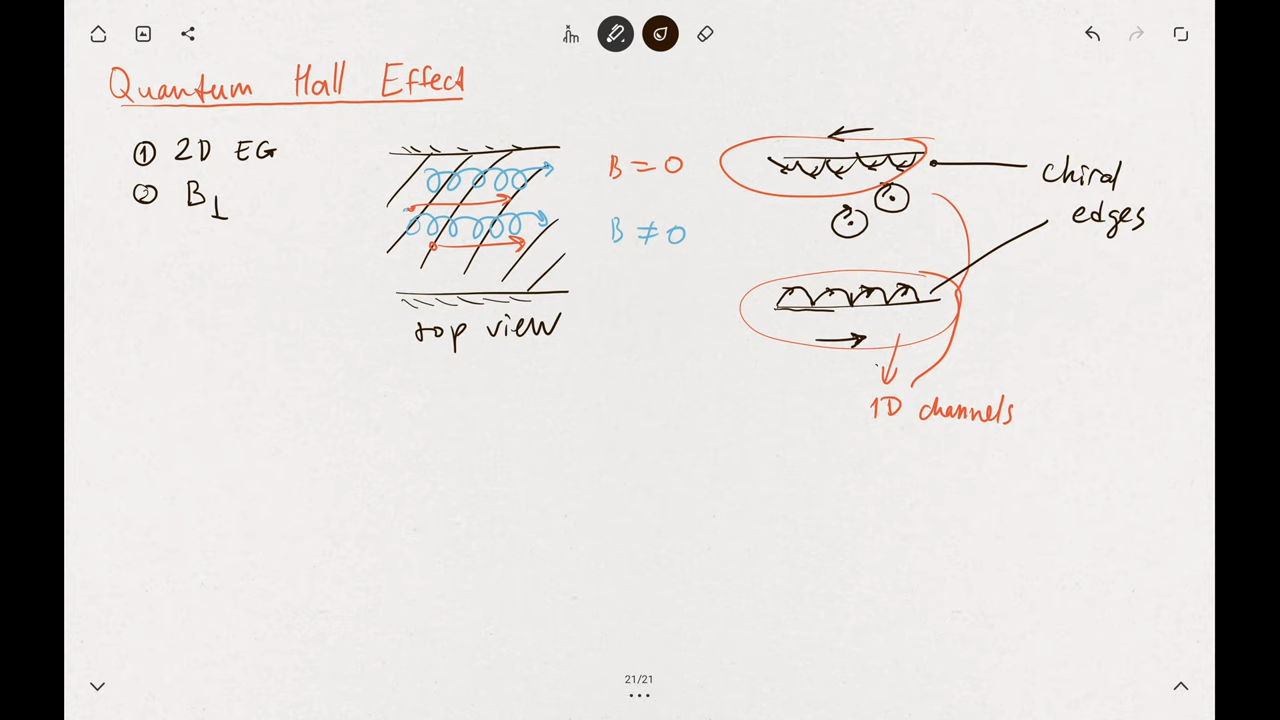 Quantum Hall Effect
① 2D EG
② B⊥
B = 0
B ≠ 0
top view
chiral
edges
1D channels
21/21